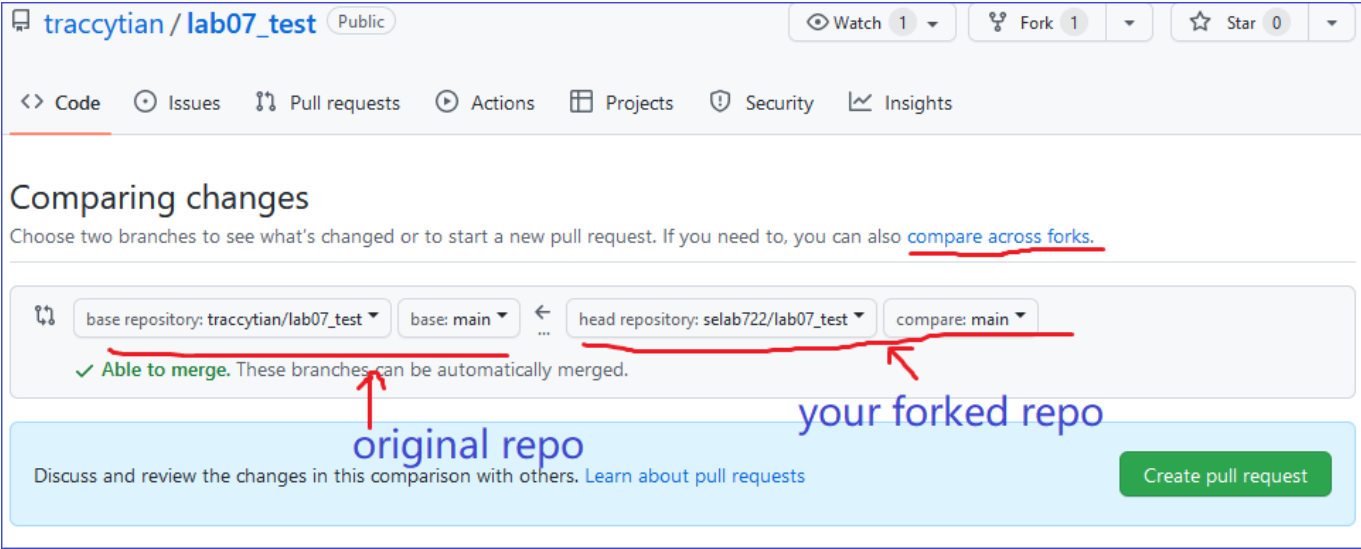 traccytian / lab07_test Public Watch 1 Fork 1 Star 0
Code Issues Pull requests Actions Projects Security Insights
Comparing changes
Choose two branches to see what's changed or to start a new pull request. If you need to, you can also compare across forks.
base repository: traccytian/lab07_test base: main ← ... head repository: selab722/lab07_test compare: main
Able to merge. These branches can be automatically merged.
your forked repo
original repo
Discuss and review the changes in this comparison with others. Learn about pull requests Create pull request